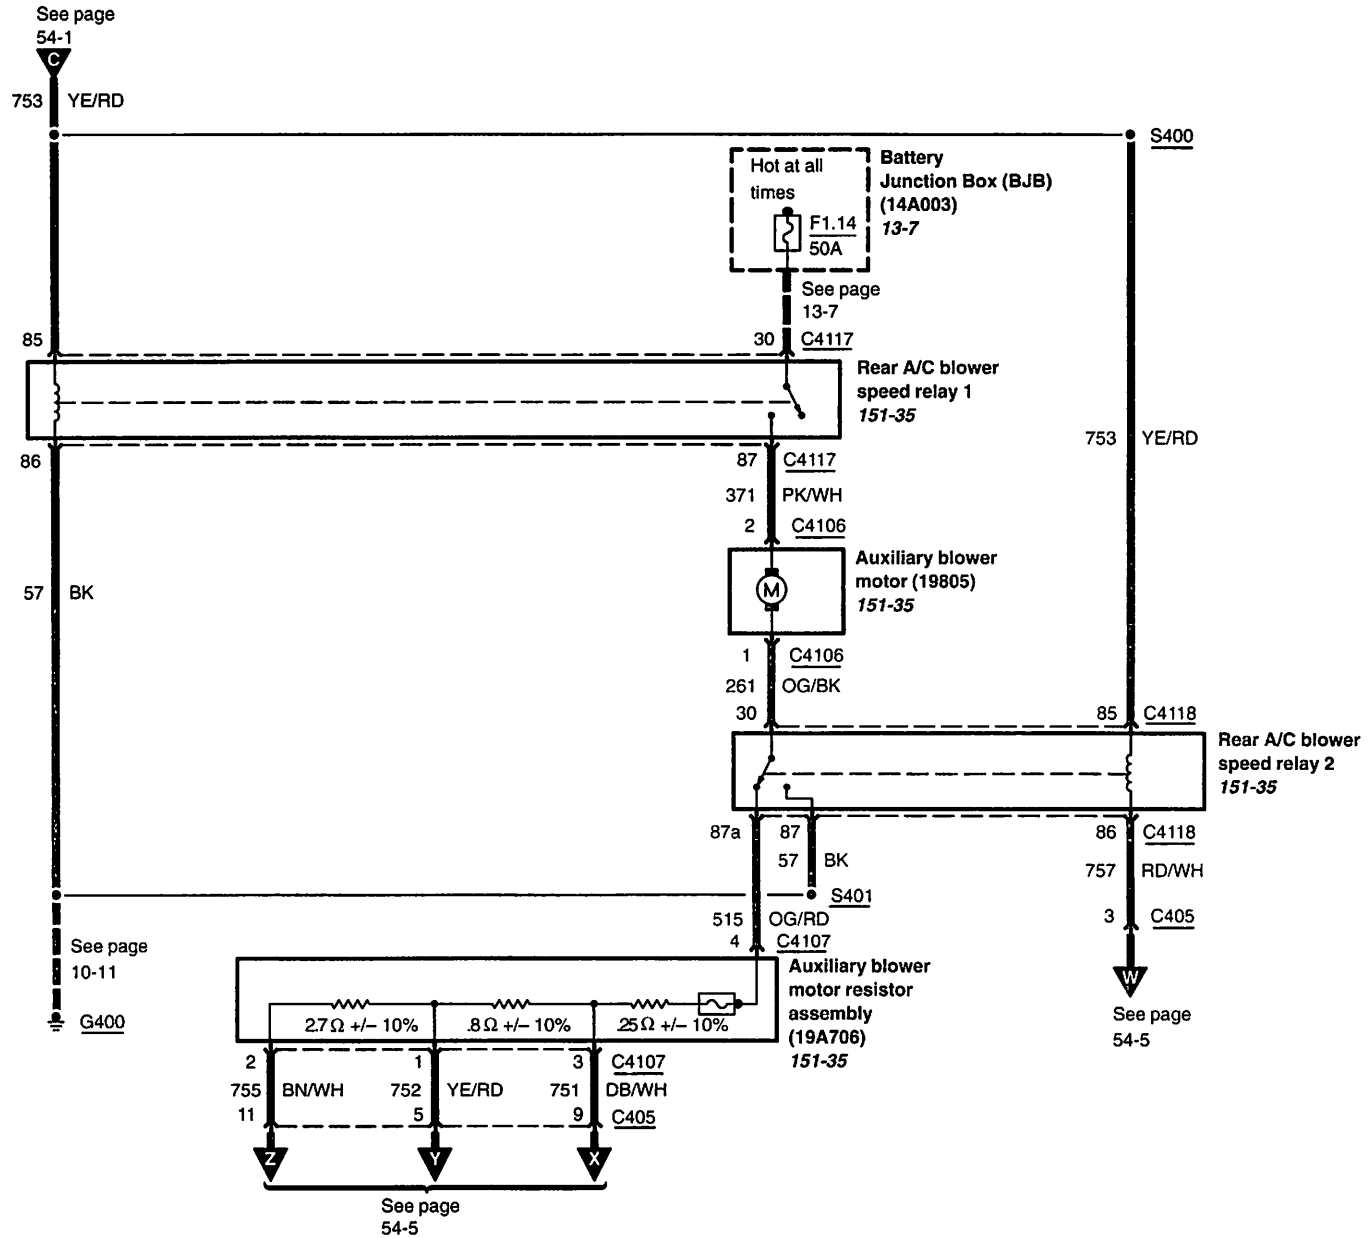 See page
54-1
C
753 YE/RD
S400
Hot at all
times
F1.14
50A
Battery
Junction Box (BJB)
(14A003)
13-7
See page
13-7
85
30 C4117
Rear A/C blower
speed relay 1
151-35
86
87 C4117
371 PK/WH
2 C4106
753 YE/RD
Auxiliary blower
motor (19805)
151-35
M
57 BK
1 C4106
261 OG/BK
30
85 C4118
Rear A/C blower
speed relay 2
151-35
87a 87
86 C4118
57 BK
757 RD/WH
S401
515 OG/RD
3 C405
4 C4107
W
See page
54-5
See page
10-11
G400
Auxiliary blower
motor resistor
assembly
(19A706)
151-35
2.7 Ω +/– 10% .8 Ω +/– 10% .25 Ω +/– 10%
2 1 3 C4107
755 BN/WH 752 YE/RD 751 DB/WH
11 5 9 C405
Z Y X
See page
54-5